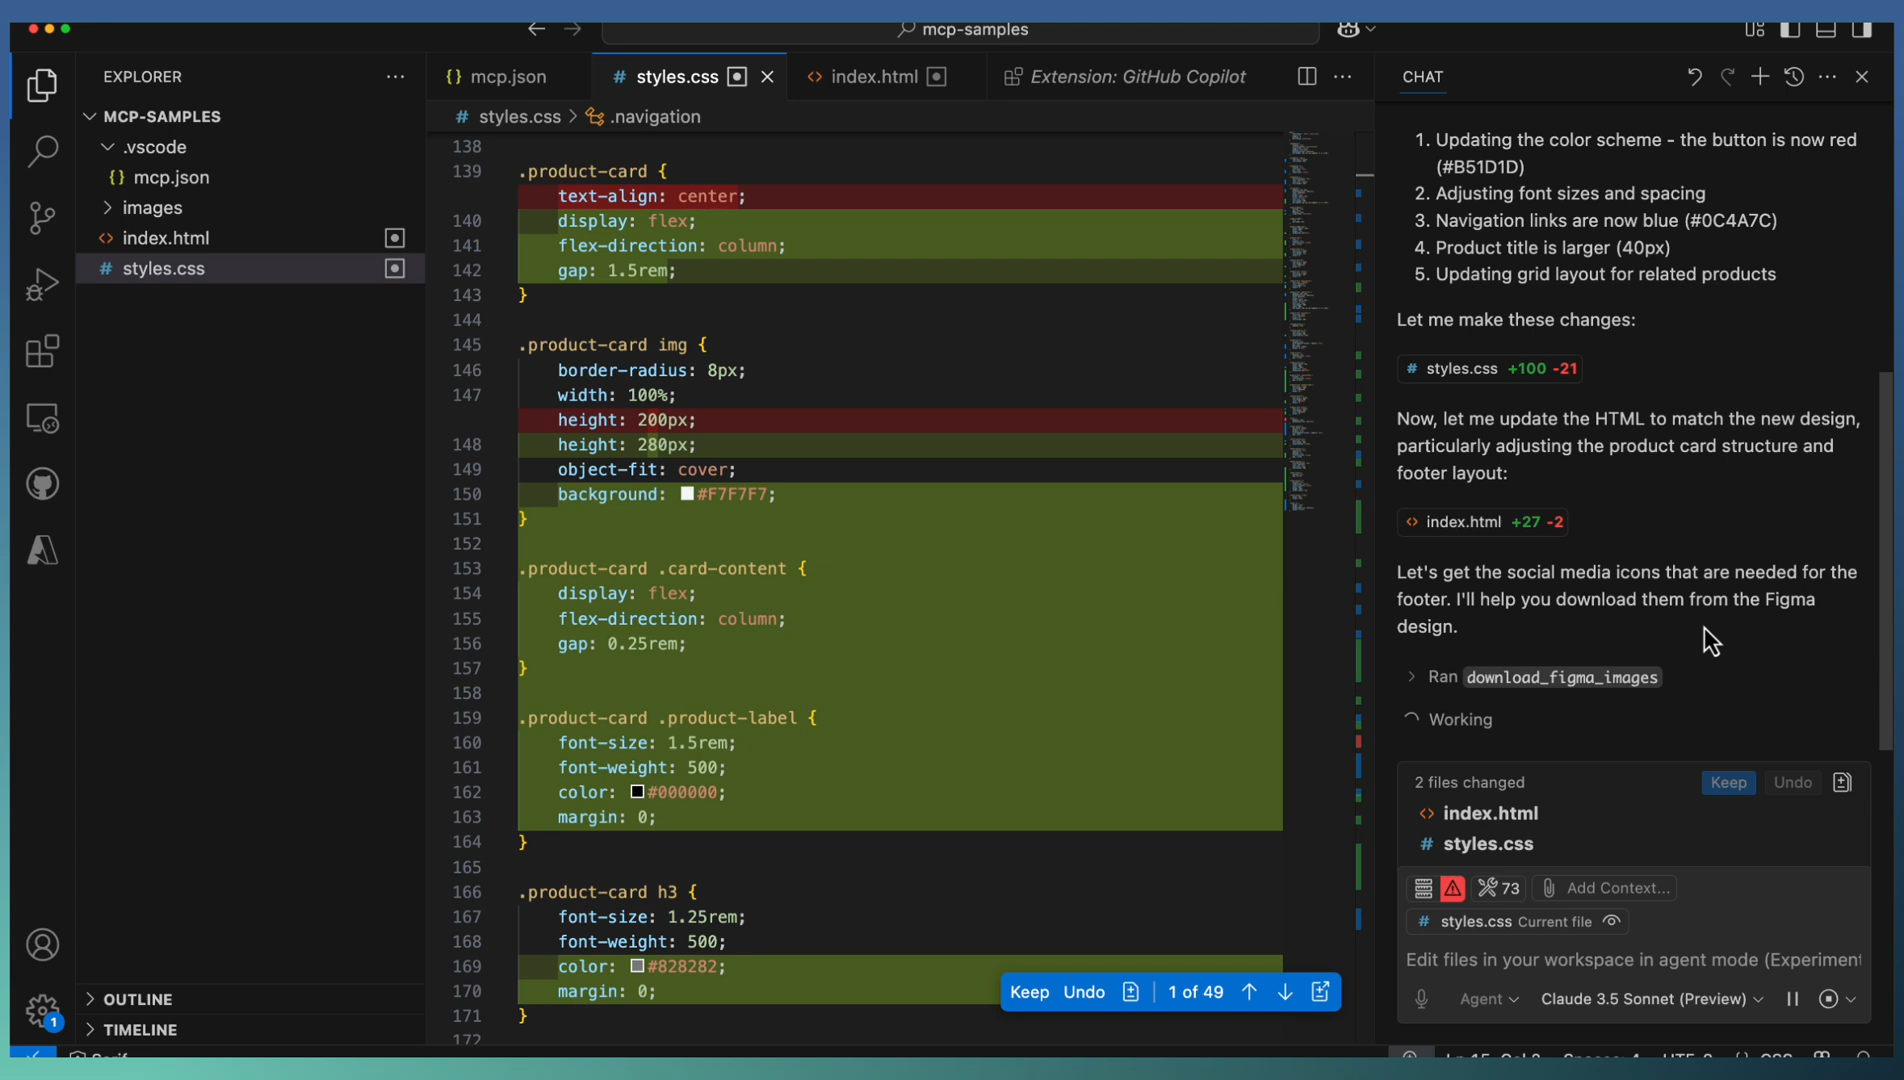 mcp-samples
EXPLORER
MCP-SAMPLES
.vscode
{} mcp.json
images
<> index.html
# styles.css
OUTLINE
TIMELINE
1
{} mcp.json
# styles.css
<> index.html
Extension: GitHub Copilot
# styles.css > .navigation
138
139 .product-card {
text-align: center;
140 display: flex;
141 flex-direction: column;
142 gap: 1.5rem;
143 }
144
145 .product-card img {
146 border-radius: 8px;
147 width: 100%;
height: 200px;
148 height: 280px;
149 object-fit: cover;
150 background: #F7F7F7;
151 }
152
153 .product-card .card-content {
154 display: flex;
155 flex-direction: column;
156 gap: 0.25rem;
157 }
158
159 .product-card .product-label {
160 font-size: 1.5rem;
161 font-weight: 500;
162 color: #000000;
163 margin: 0;
164 }
165
166 .product-card h3 {
167 font-size: 1.25rem;
168 font-weight: 500;
169 color: #828282;
170 margin: 0;
171 }
172
Keep Undo 1 of 49
CHAT
1. Updating the color scheme - the button is now red
(#B51D1D)
2. Adjusting font sizes and spacing
3. Navigation links are now blue (#0C4A7C)
4. Product title is larger (40px)
5. Updating grid layout for related products
Let me make these changes:
# styles.css +100 -21
Now, let me update the HTML to match the new design,
particularly adjusting the product card structure and
footer layout:
<> index.html +27 -2
Let's get the social media icons that are needed for the
footer. I'll help you download them from the Figma
design.
> Ran download_figma_images
Working
2 files changed Keep Undo
<> index.html
# styles.css
73 Add Context...
# styles.css Current file
Edit files in your workspace in agent mode (Experiment
Agent Claude 3.5 Sonnet (Preview)